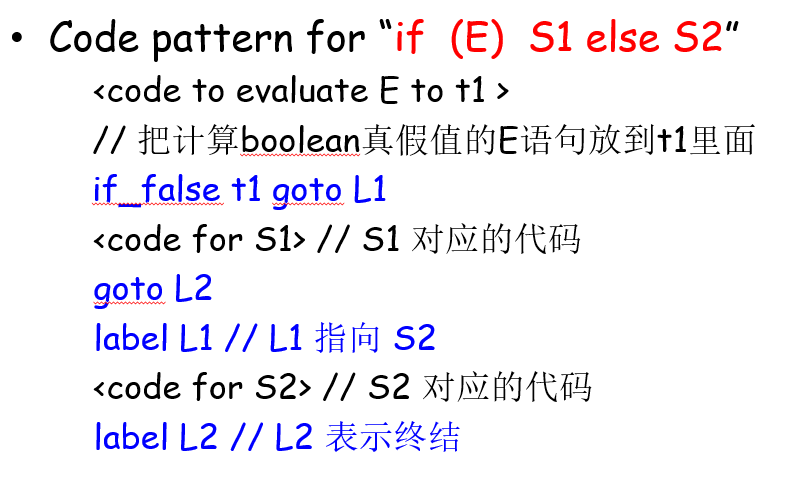 • Code pattern for “if (E) S1 else S2”
<code to evaluate E to t1 >
// 把计算boolean真假值的E语句放到t1里面
if_false t1 goto L1
<code for S1> // S1 对应的代码
goto L2
label L1 // L1 指向 S2
<code for S2> // S2 对应的代码
label L2 // L2 表示终结